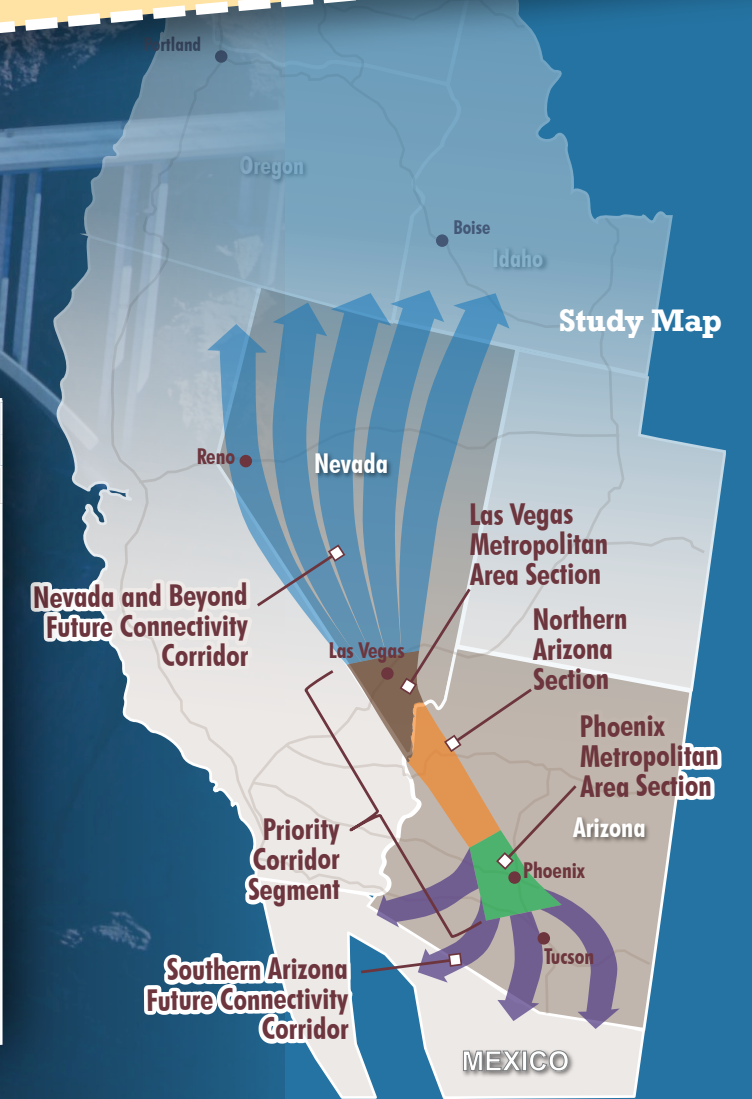 Portland
Oregon
Boise
Idaho
Study Map
Reno
Nevada
Las Vegas
Metropolitan
Area Section
Nevada and Beyond
Future Connectivity
Corridor
Northern
Arizona
Section
Las Vegas
Phoenix
Metropolitan
Area Section
Priority
Corridor
Segment
Arizona
Phoenix
Tucson
Southern Arizona
Future Connectivity
Corridor
MEXICO